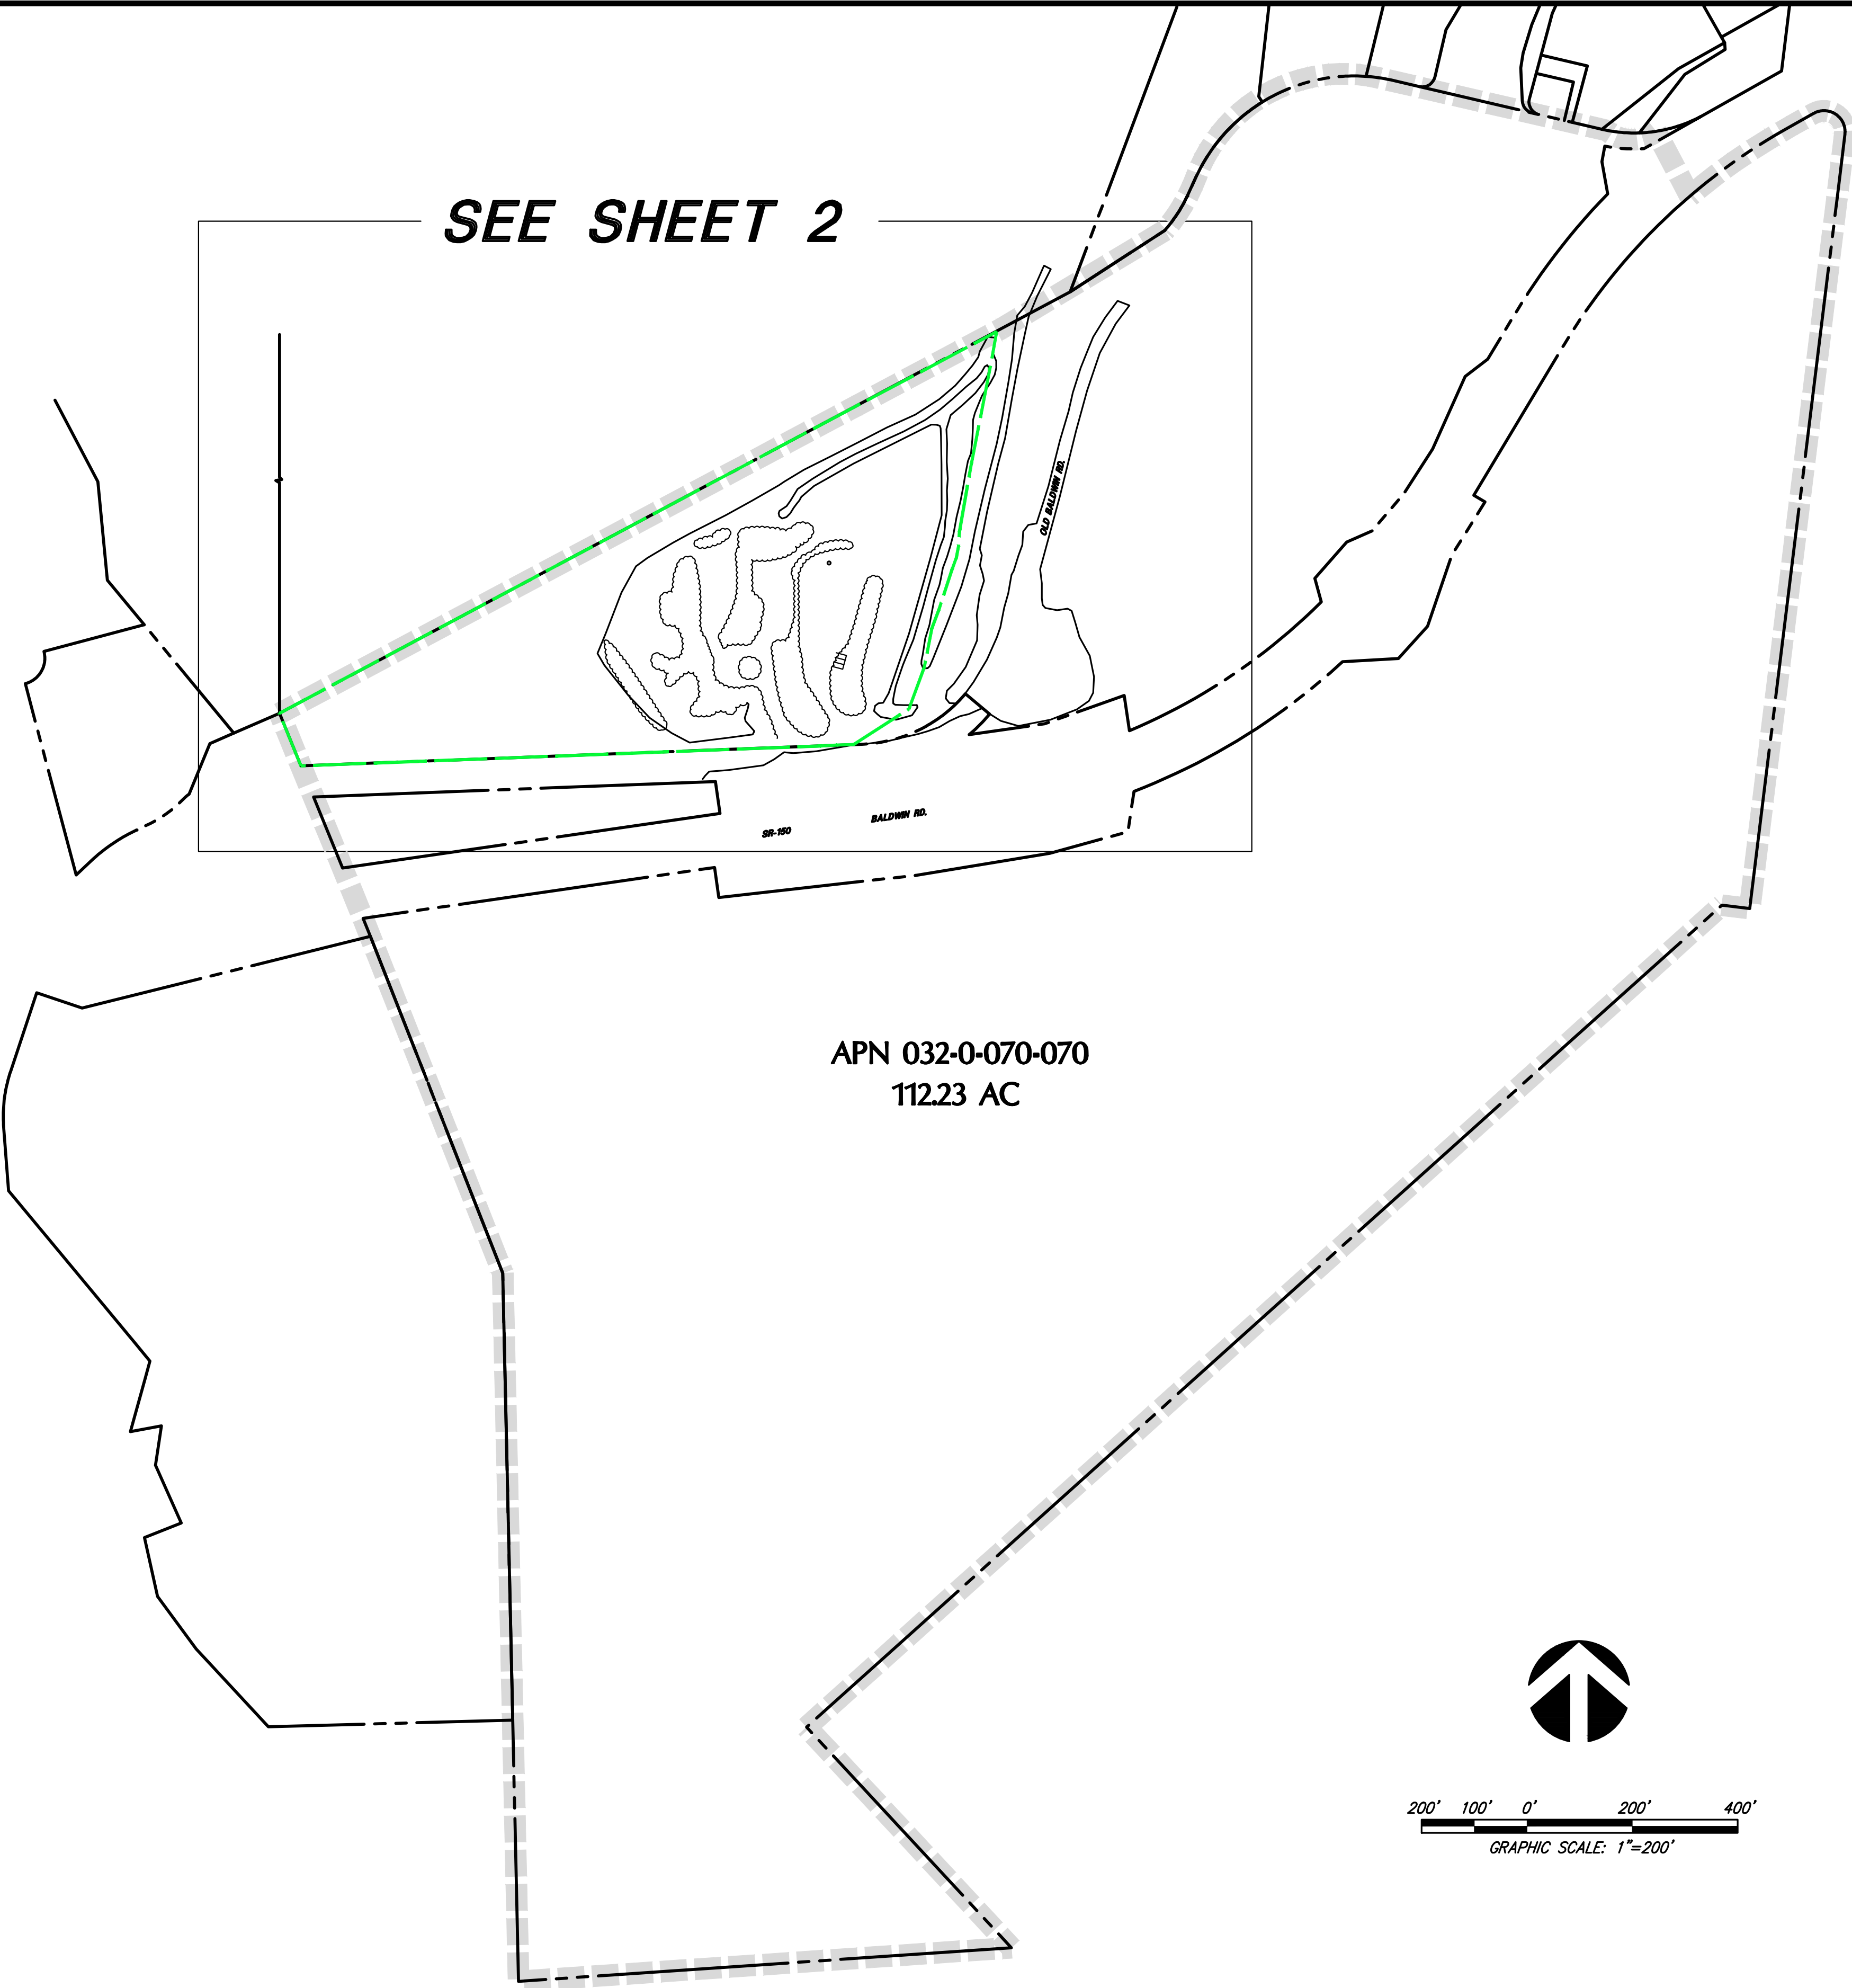 SEE SHEET 2
OLD BALDWIN RD.
BALDWIN RD.
SR-150
APN 032-0-070-070
112.23 AC
200' 100' 0' 200' 400'
GRAPHIC SCALE: 1"=200'